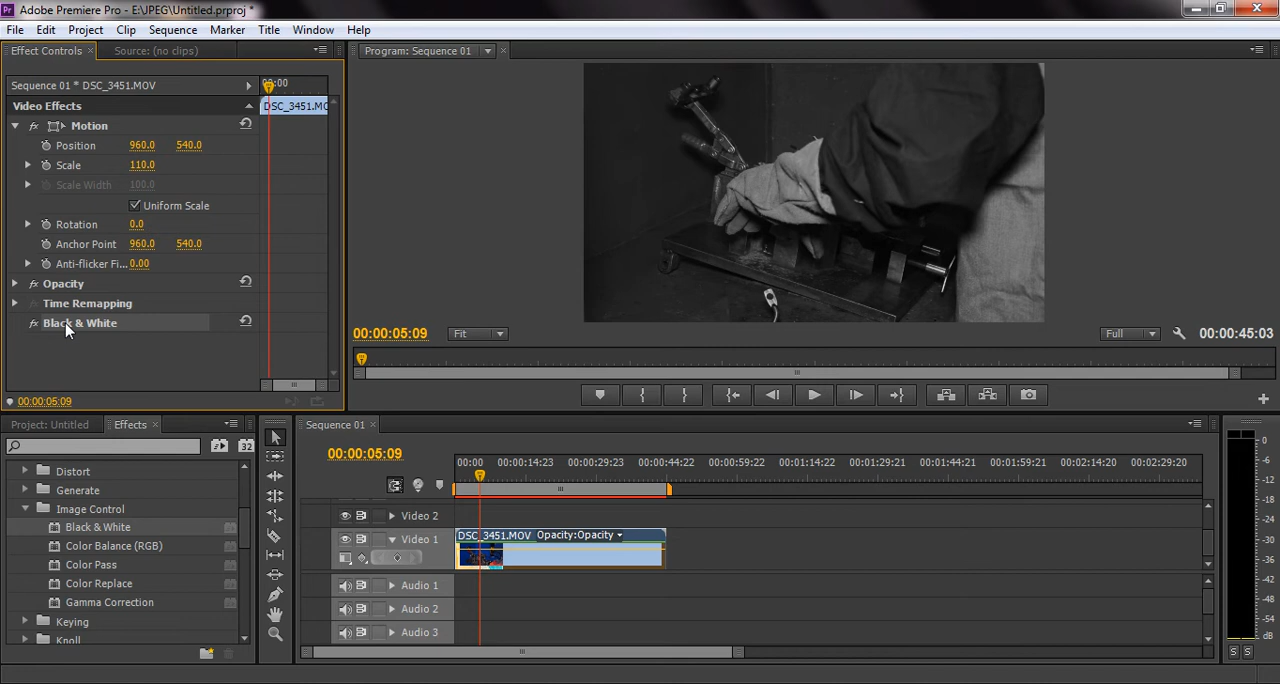 Adobe Premiere Pro - E:\JPEG\Untitled.prproj *
File Edit Project Clip Sequence Marker Title Window Help
Effect Controls Source: (no clips)
Program: Sequence 01
Sequence 01 * DSC_3451.MOV
00:00
Video Effects
DSC_3451.MO
Motion
Position 960.0 540.0
Scale 110.0
Scale Width 100.0
Uniform Scale
Rotation 0.0
Anchor Point 960.0 540.0
Anti-flicker Fi... 0.00
Opacity
Time Remapping
Black & White
00:00:05:09
00:00:05:09 Fit Full 00:00:45:03
Project: Untitled Effects
32
Distort
Generate
Image Control
Black & White
Color Balance (RGB)
Color Pass
Color Replace
Gamma Correction
Keying
Knoll
Sequence 01
00:00:05:09
00:00 00:00:14:23 00:00:29:23 00:00:44:22 00:00:59:22 00:01:14:22 00:01:29:21 00:01:44:21 00:01:59:21 00:02:14:20 00:02:29:20
Video 2
Video 1
DSC_3451.MOV Opacity:Opacity
Audio 1
Audio 2
Audio 3
0
-6
-12
-18
-24
-30
-36
-42
-48
-54
dB
S S